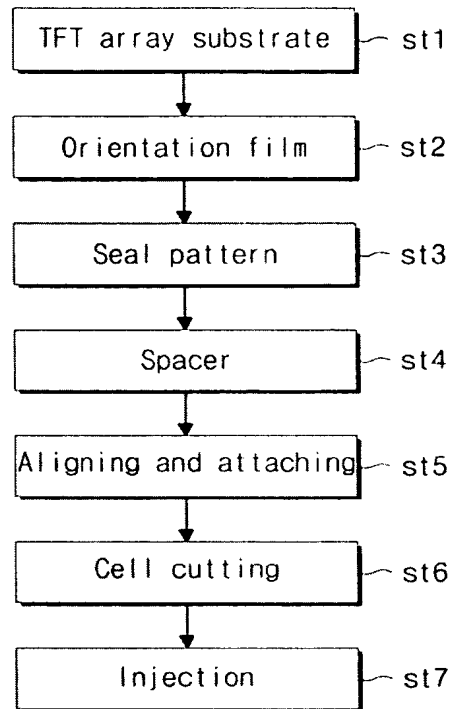 TFT array substrate st1
Orientation film st2
Seal pattern st3
Spacer st4
Aligning and attaching st5
Cell cutting st6
Injection st7